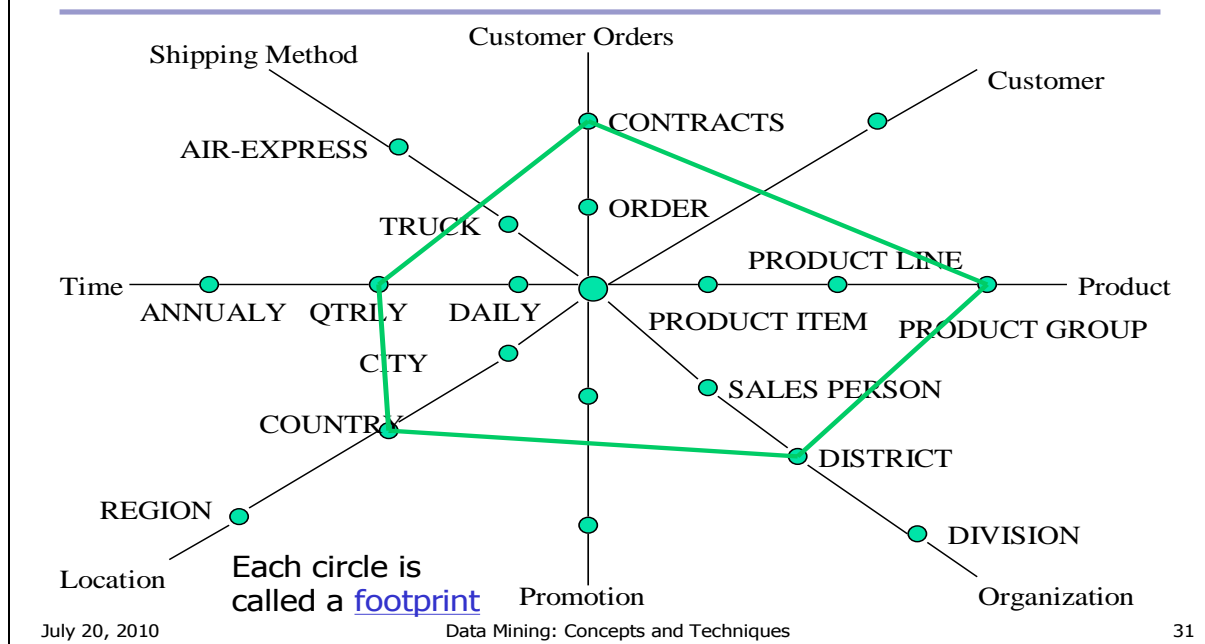 Customer Orders
Shipping Method
Customer
CONTRACTS
AIR-EXPRESS
ORDER
TRUCK
PRODUCT LINE
Time
Product
ANNUALY QTRLY DAILY PRODUCT ITEM PRODUCT GROUP
CITY
SALES PERSON
COUNTRY
DISTRICT
REGION
DIVISION
Each circle is
called a footprint
Location
Promotion
Organization
July 20, 2010 Data Mining: Concepts and Techniques 31